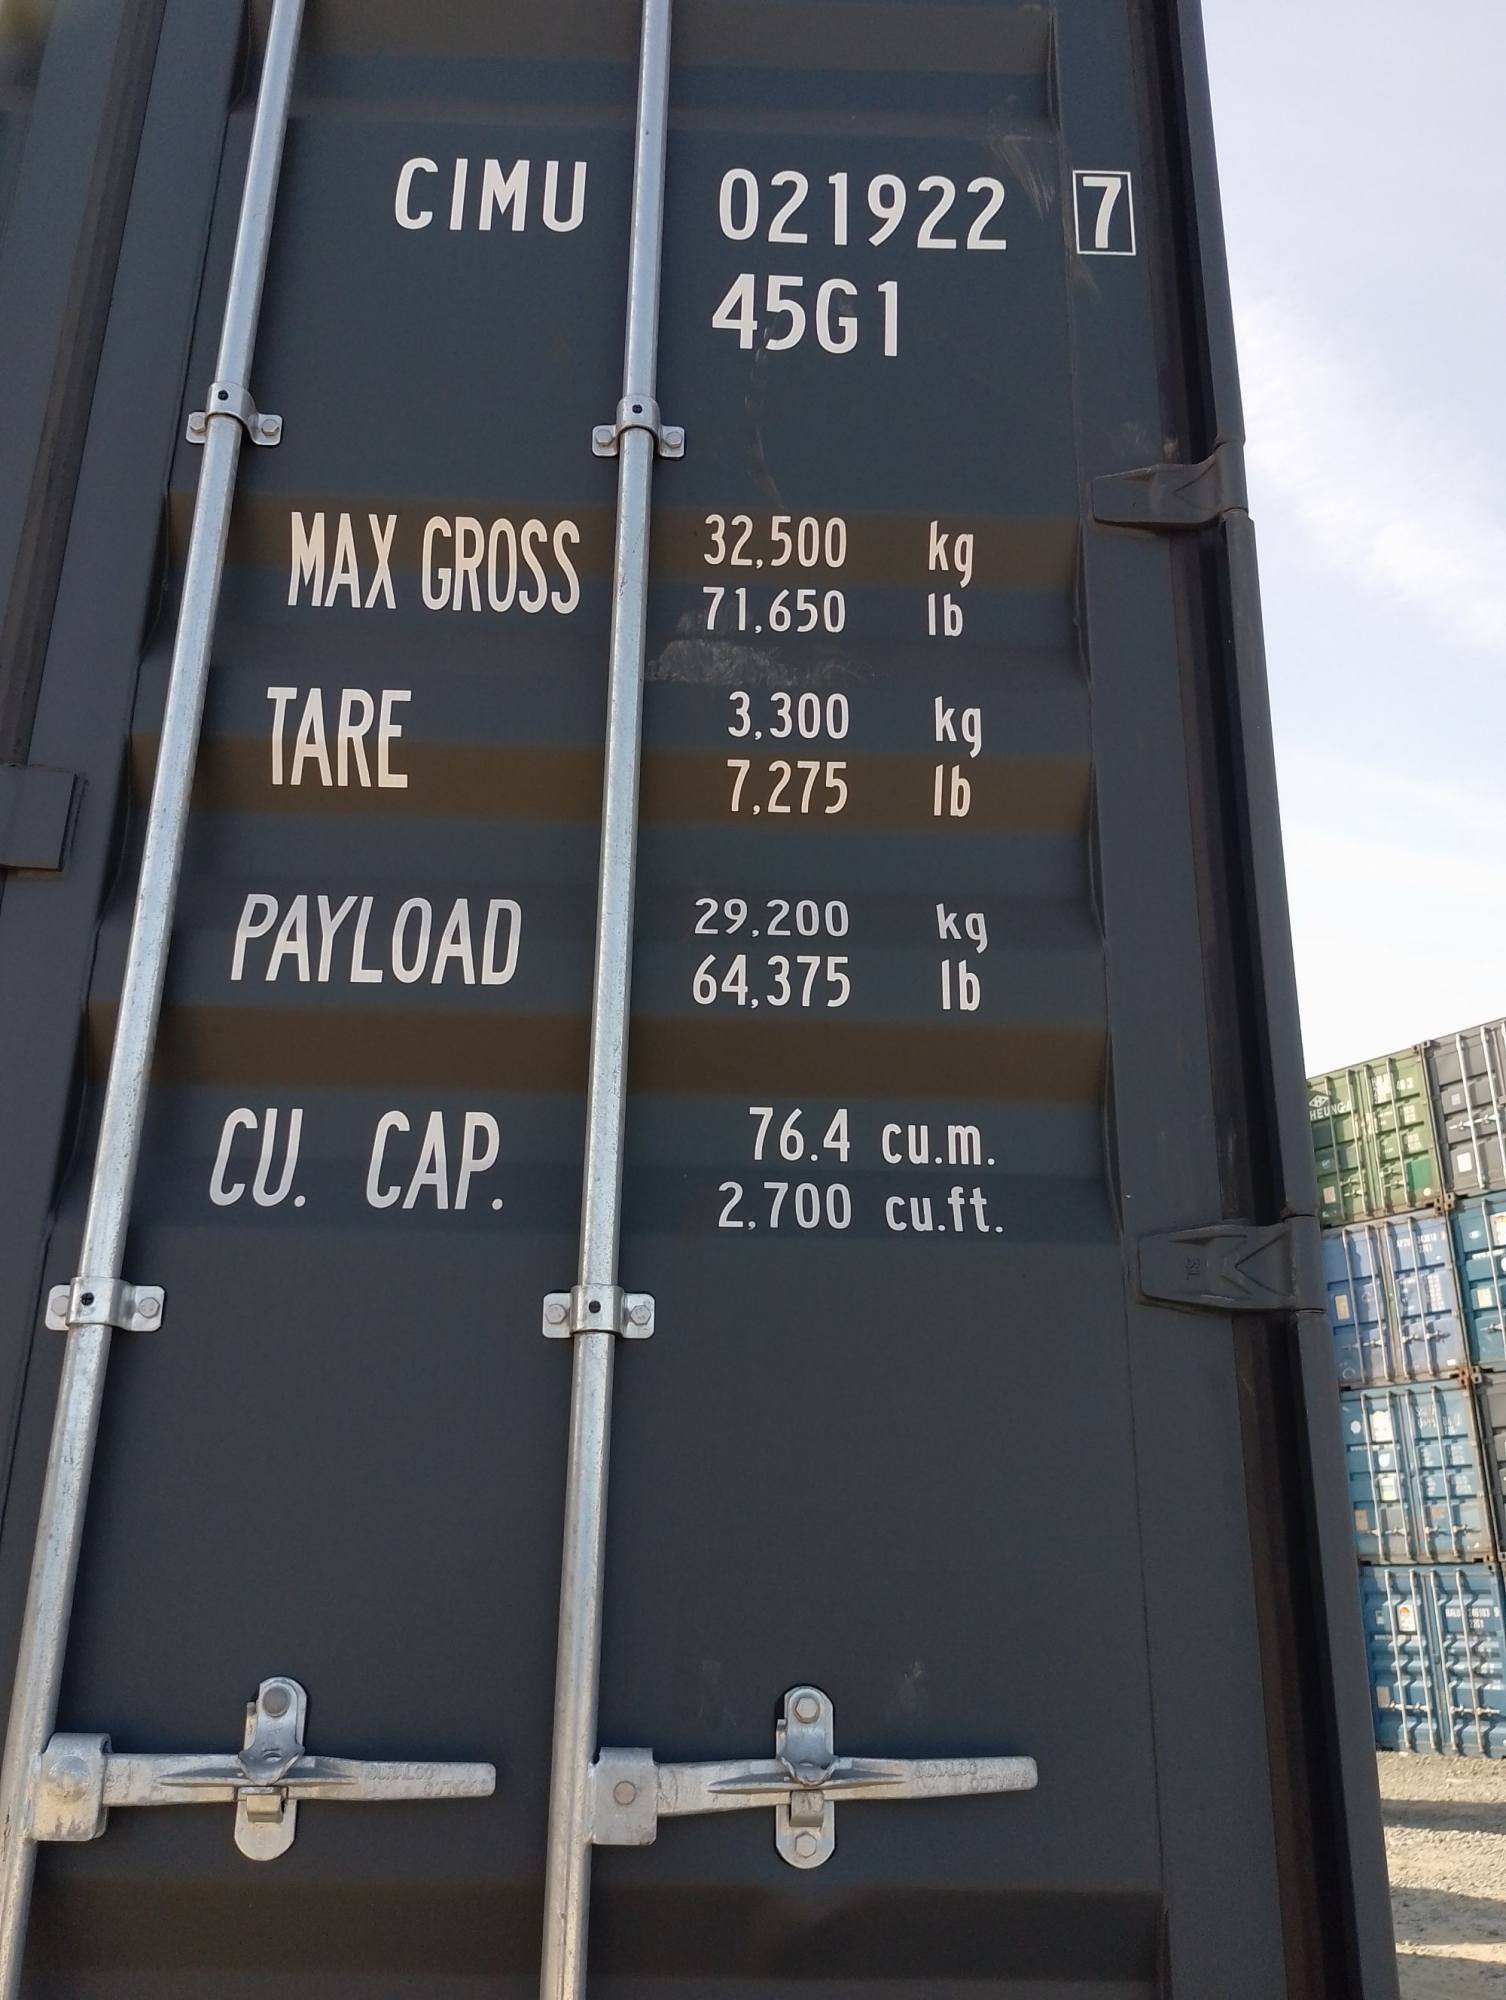 CIMU 021922 7
45G1
MAX GROSS 32,500 kg
71,650 lb
TARE 3,300 kg
7,275 lb
PAYLOAD 29,200 kg
64,375 lb
CU. CAP. 76.4 cu.m.
2,700 cu.ft.